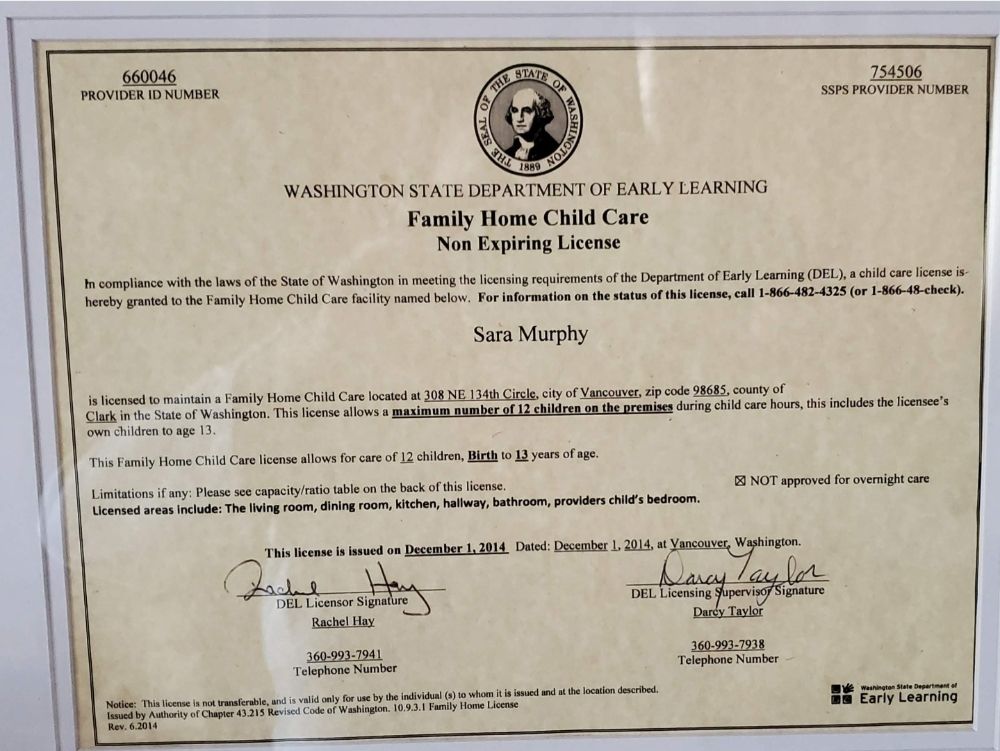 660046
PROVIDER ID NUMBER
754506
SSPS PROVIDER NUMBER
THE SEAL OF THE STATE OF WASHINGTON
1889
WASHINGTON STATE DEPARTMENT OF EARLY LEARNING
Family Home Child Care
Non Expiring License
In compliance with the laws of the State of Washington in meeting the licensing requirements of the Department of Early Learning (DEL), a child care license is
hereby granted to the Family Home Child Care facility named below. For information on the status of this license, call 1-866-482-4325 (or 1-866-48-check).
Sara Murphy
is licensed to maintain a Family Home Child Care located at 308 NE 134th Circle, city of Vancouver, zip code 98685, county of
Clark in the State of Washington. This license allows a maximum number of 12 children on the premises during child care hours, this includes the licensee's
own children to age 13.
This Family Home Child Care license allows for care of 12 children, Birth to 13 years of age.
Limitations if any: Please see capacity/ratio table on the back of this license.
☒ NOT approved for overnight care
Licensed areas include: The living room, dining room, kitchen, hallway, bathroom, providers child's bedroom.
This license is issued on December 1, 2014 Dated: December 1, 2014, at Vancouver, Washington.
Rachel Hay
DEL Licensor Signature
Rachel Hay
360-993-7941
Telephone Number
Darcy Taylor
DEL Licensing Supervisor Signature
Darcy Taylor
360-993-7938
Telephone Number
Notice: This license is not transferable, and is valid only for use by the individual (s) to whom it is issued and at the location described.
Issued by Authority of Chapter 43.215 Revised Code of Washington. 10.9.3.1 Family Home License
Rev. 6.2014
Washington State Department of
Early Learning